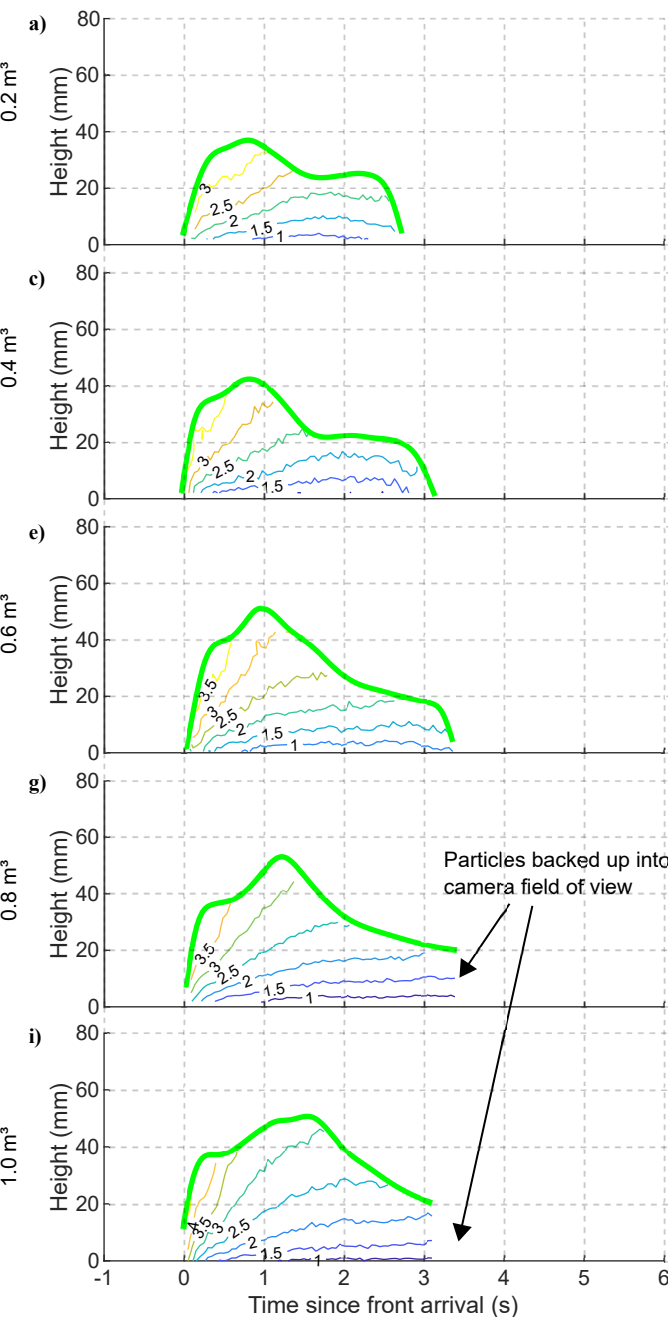 a)
0.2 m³
Height (mm)
80
60
40
20
0
3
2.5
2
1.5
1
c)
0.4 m³
Height (mm)
80
60
40
20
0
3
2.5
2
1.5
e)
0.6 m³
Height (mm)
80
60
40
20
0
3.5
3
2.5
2
1.5
1
g)
0.8 m³
Height (mm)
80
60
40
20
0
3.5
3
2.5
2
1.5
1
Particles backed up into
camera field of view
i)
1.0 m³
Height (mm)
80
60
40
20
0
4
3.5
3
2.5
2
1.5
1
-1 0 1 2 3 4 5 6
Time since front arrival (s)